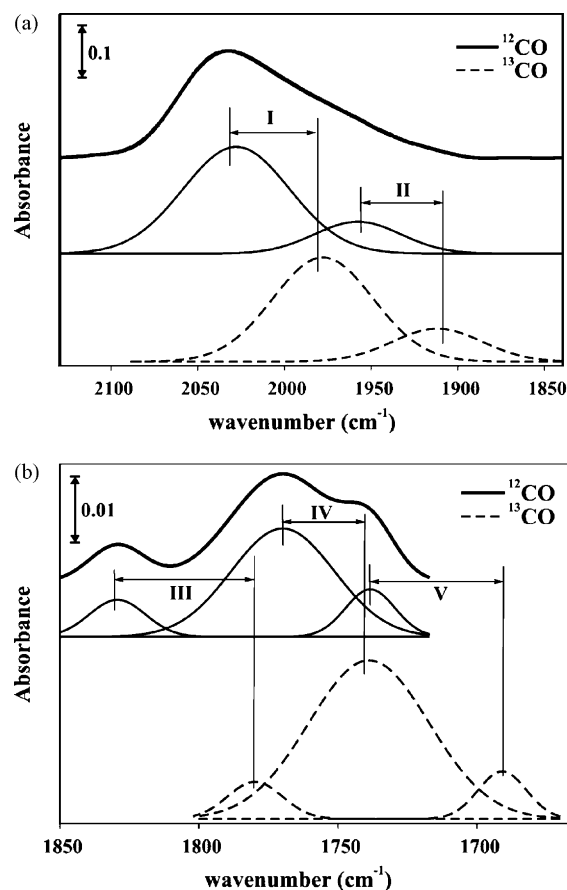 (a)
0.1
¹²CO
¹³CO
I
II
Absorbance
2100 2050 2000 1950 1900 1850
wavenumber (cm⁻¹)
(b)
0.01
¹²CO
¹³CO
IV
III
V
Absorbance
1850 1800 1750 1700
wavenumber (cm⁻¹)